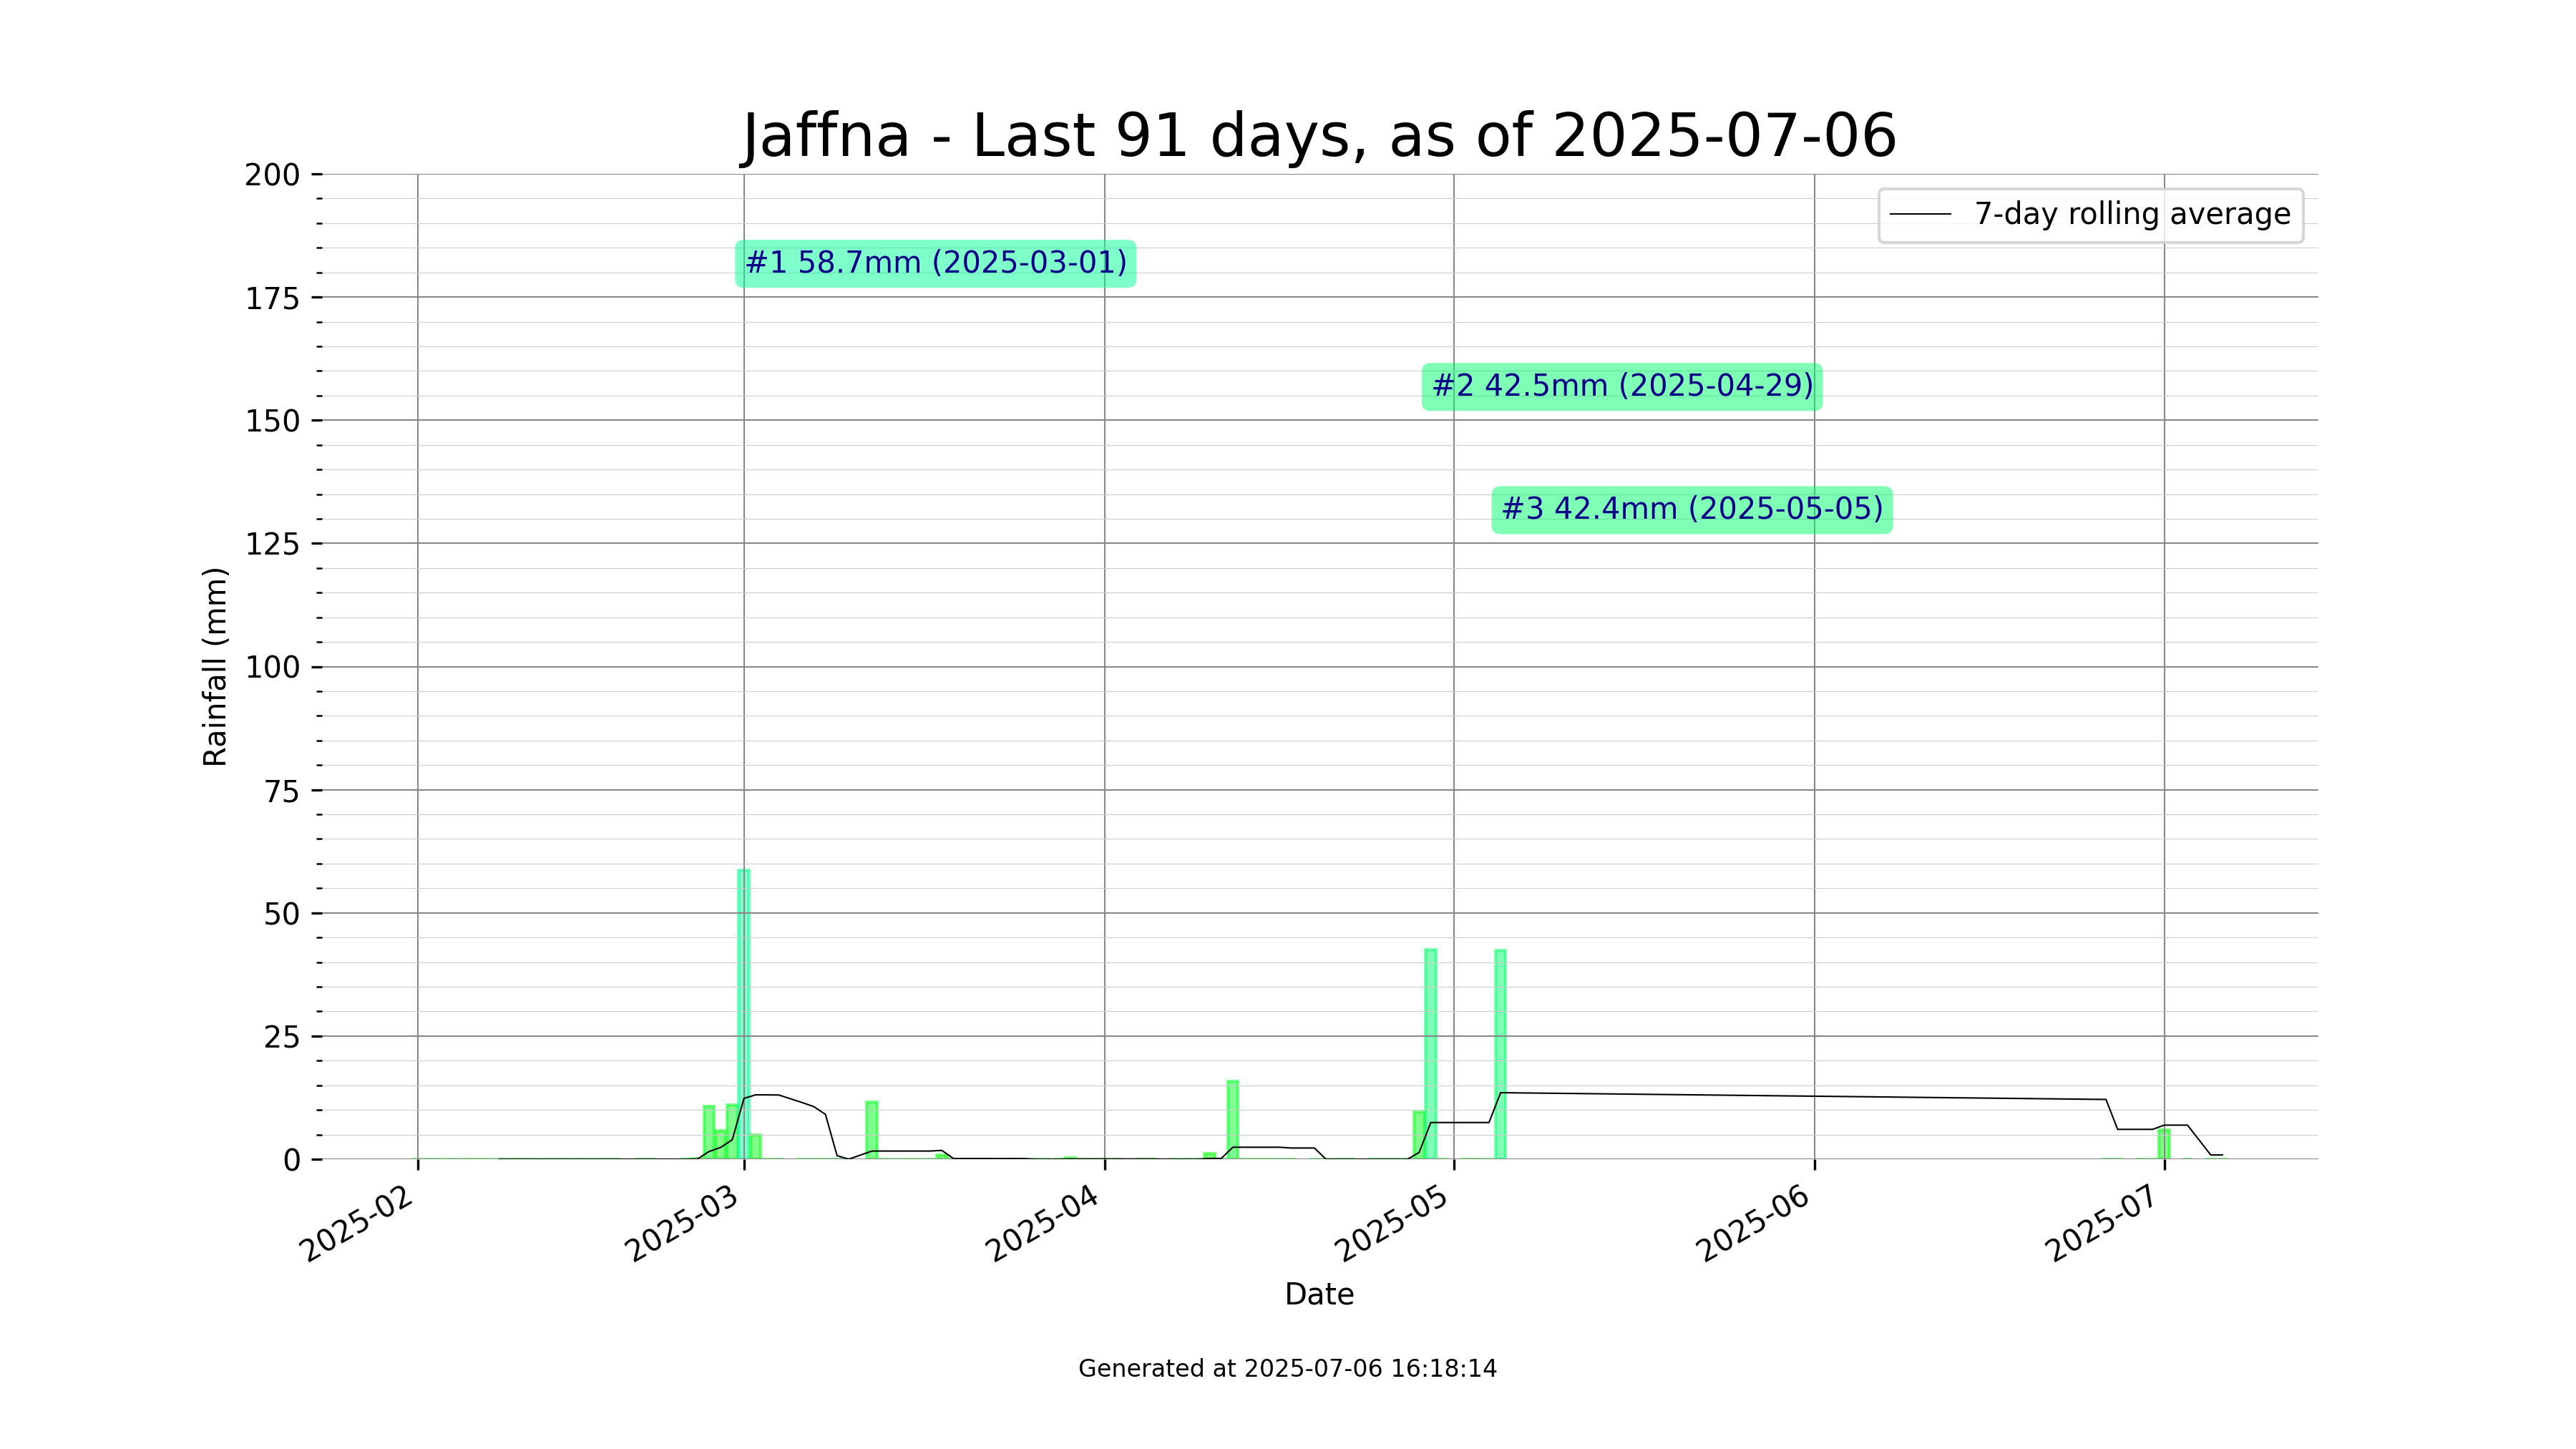 Jaffna - Last 91 days, as of 2025-07-06
7-day rolling average
#1 58.7mm (2025-03-01)
#2 42.5mm (2025-04-29)
#3 42.4mm (2025-05-05)
Rainfall (mm)
200
175
150
125
100
75
50
25
0
2025-02
2025-03
2025-04
2025-05
2025-06
2025-07
Date
Generated at 2025-07-06 16:18:14